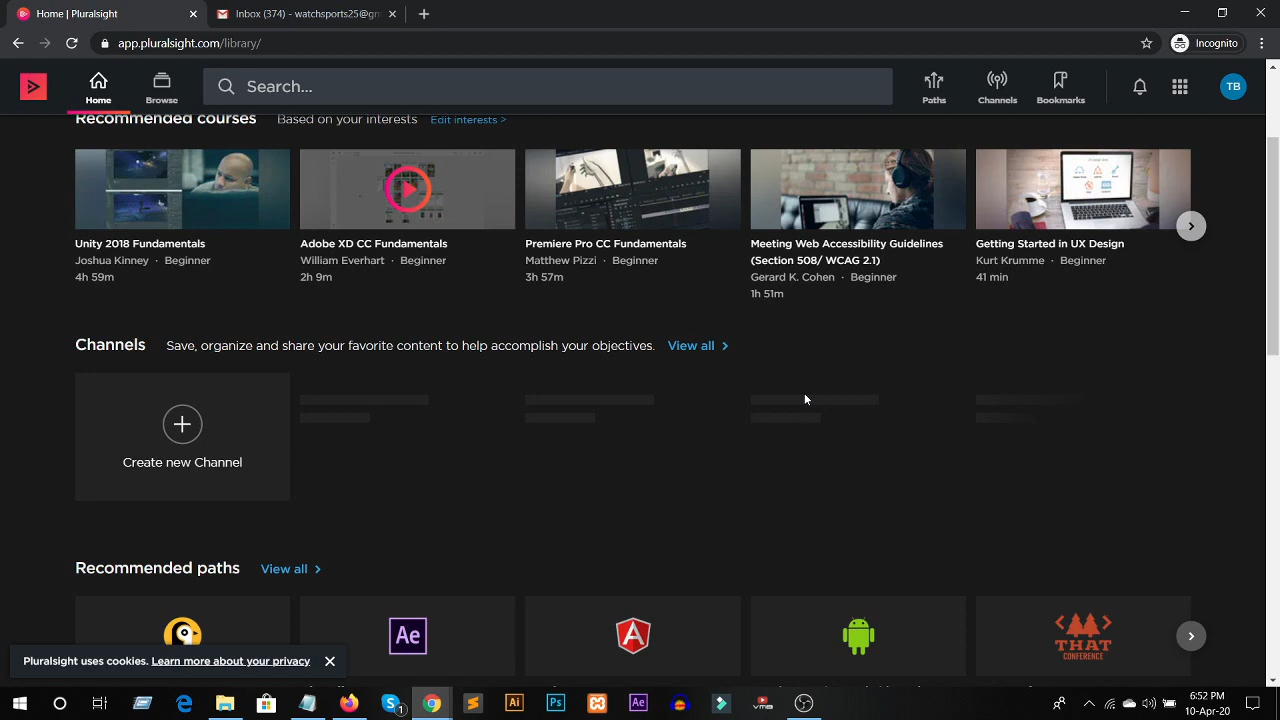 Home | Pluralsight
Inbox (374) - watchsports25@gm
app.pluralsight.com/library/
Incognito
Home
Browse
Search...
Paths
Channels
Bookmarks
TB
Recommended courses Based on your interests Edit interests >
Unity 2018 Fundamentals
Joshua Kinney · Beginner
4h 59m
Adobe XD CC Fundamentals
William Everhart · Beginner
2h 9m
Premiere Pro CC Fundamentals
Matthew Pizzi · Beginner
3h 57m
Meeting Web Accessibility Guidelines
(Section 508/ WCAG 2.1)
Gerard K. Cohen · Beginner
1h 51m
Getting Started in UX Design
Kurt Krumme · Beginner
41 min
Channels Save, organize and share your favorite content to help accomplish your objectives. View all >
Create new Channel
Recommended paths View all >
Ae
THAT
CONFERENCE
Pluralsight uses cookies. Learn more about your privacy
1
Ai
Ps
Ae
6:52 PM
10-Apr-20